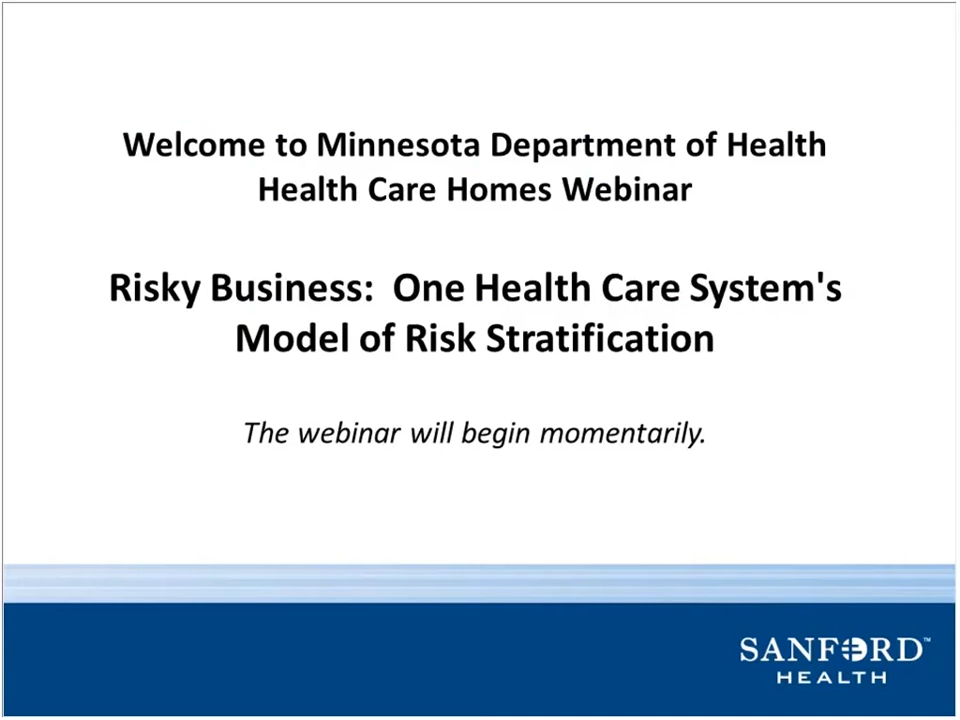 Welcome to Minnesota Department of Health
Health Care Homes Webinar
Risky Business:  One Health Care System's
Model of Risk Stratification
The webinar will begin momentarily.
SANFORD™
HEALTH